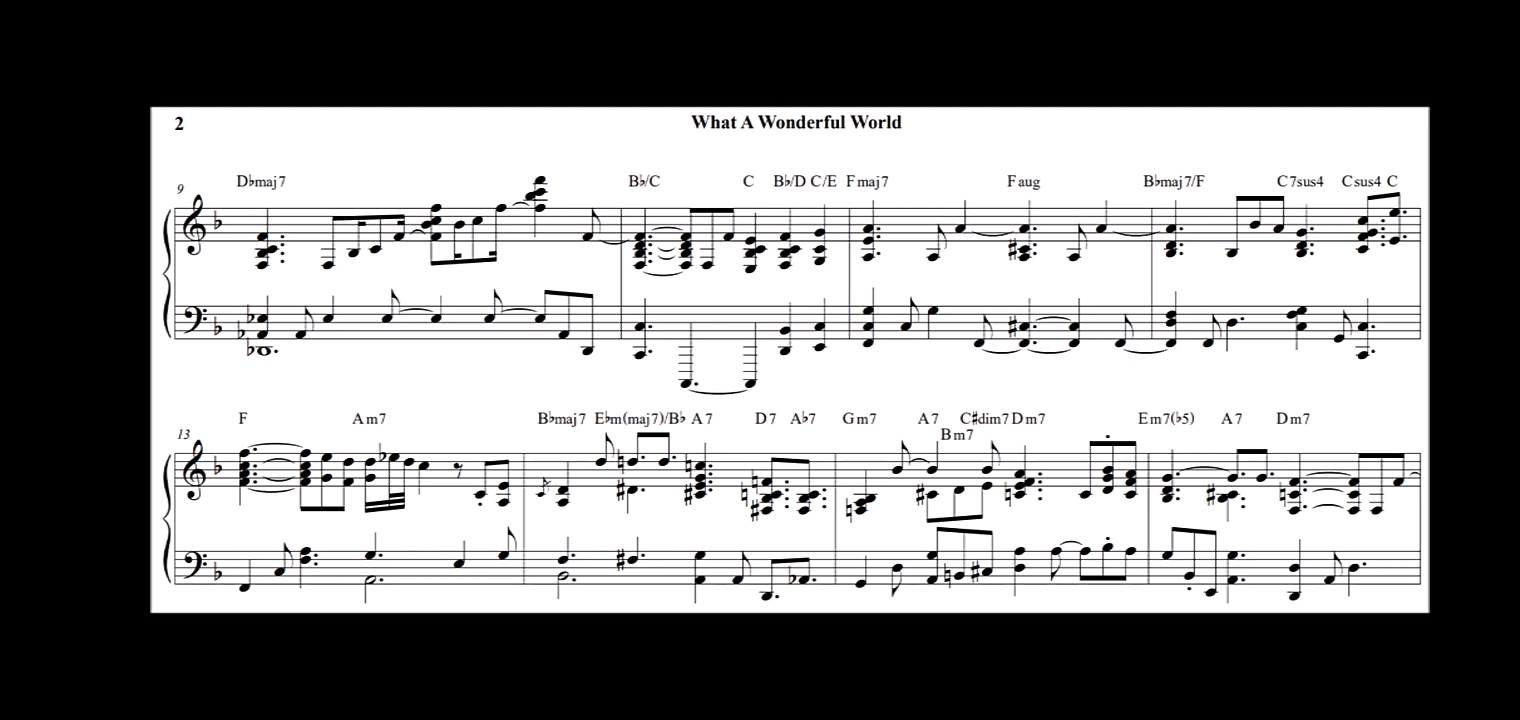 2 What A Wonderful World
D♭maj7 B♭/C C B♭/D C/E Fmaj7 Faug B♭maj7/F C7sus4 Csus4 C
9
F Am7 B♭maj7 E♭m(maj7)/B♭ A7 D7 A♭7 Gm7 A7 C♯dim7 Dm7 Em7(♭5) A7 Dm7
13 Bm7